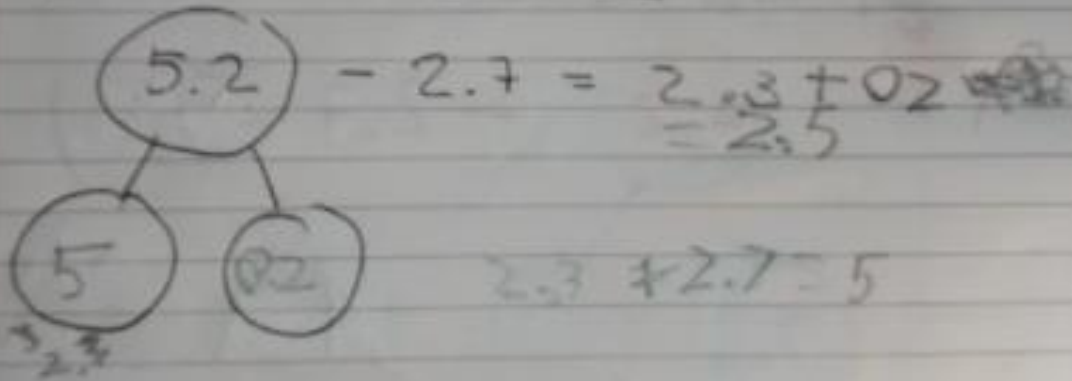 5.2 - 2.7 = 2.3 + 02
= 2.5
5 02 2.3 + 2.7 = 5